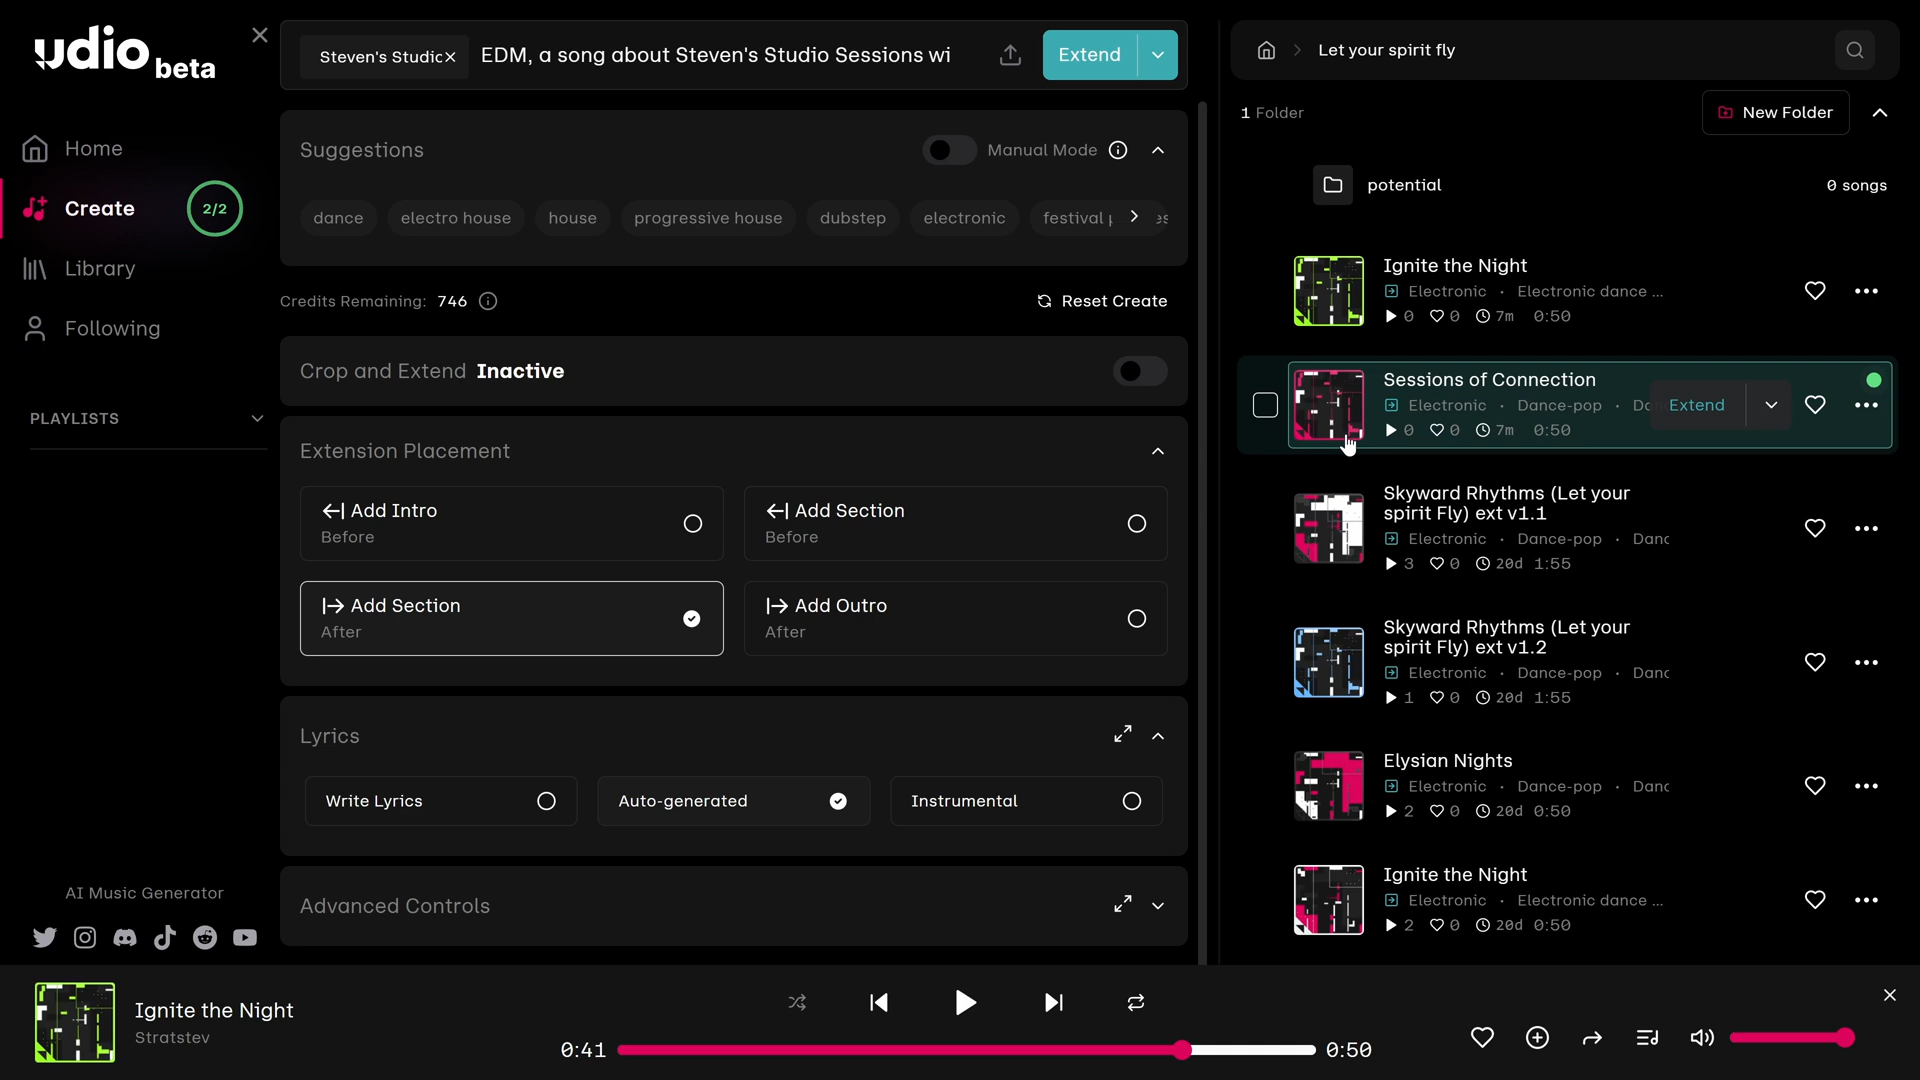 udio beta
Home
Create
2/2
Library
Following
PLAYLISTS
AI Music Generator
Steven's Studic
EDM, a song about Steven's Studio Sessions wi
Extend
Suggestions
Manual Mode
dance
electro house
house
progressive house
dubstep
electronic
festival
Credits Remaining: 746
Reset Create
Crop and Extend Inactive
Extension Placement
Add Intro
Before
Add Section
Before
Add Section
After
Add Outro
After
Lyrics
Write Lyrics
Auto-generated
Instrumental
Advanced Controls
Let your spirit fly
1 Folder
New Folder
potential
0 songs
Ignite the Night
Electronic • Electronic dance ...
0 0 7m 0:50
Sessions of Connection
Electronic • Dance-pop •
Extend
0 0 7m 0:50
Skyward Rhythms (Let your
spirit Fly) ext v1.1
Electronic • Dance-pop • Danc
3 0 20d 1:55
Skyward Rhythms (Let your
spirit Fly) ext v1.2
Electronic • Dance-pop • Danc
1 0 20d 1:55
Elysian Nights
Electronic • Dance-pop • Danc
2 0 20d 0:50
Ignite the Night
Electronic • Electronic dance ...
2 0 20d 0:50
Ignite the Night
Stratstev
0:41
0:50